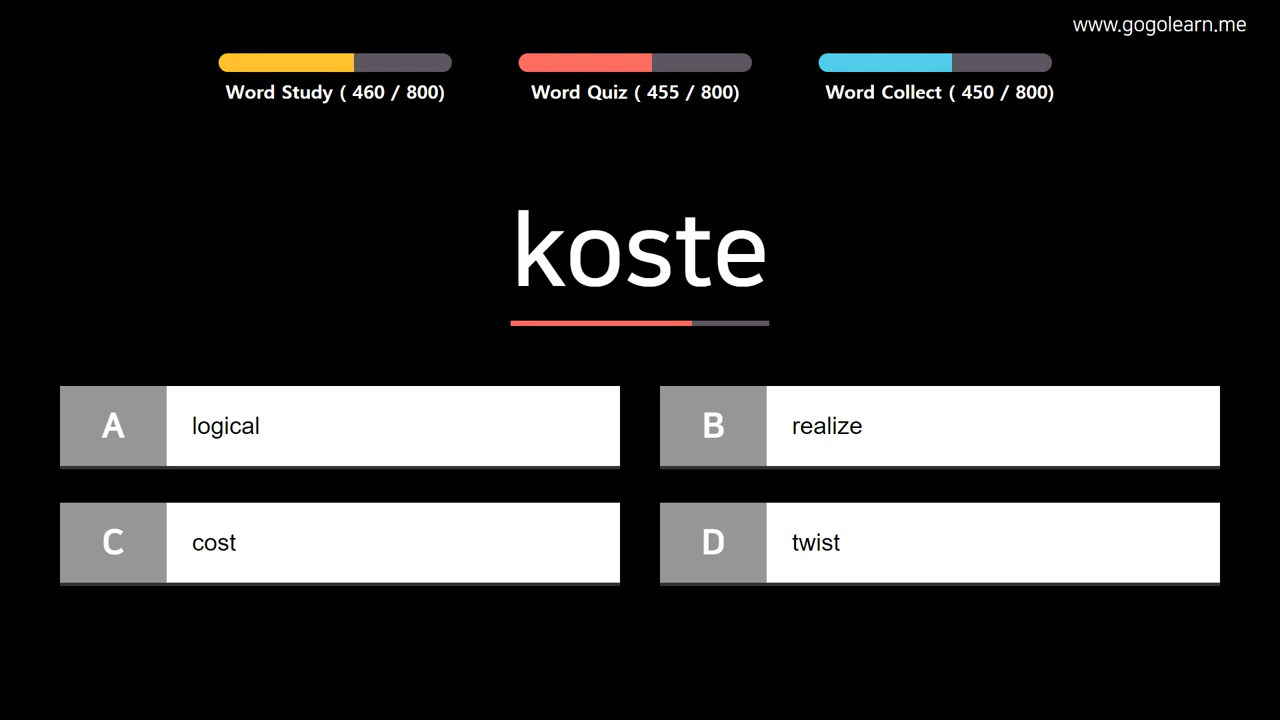 www.gogolearn.me
Word Study ( 460 / 800)
Word Quiz ( 455 / 800)
Word Collect ( 450 / 800)
koste
A logical
B realize
C cost
D twist